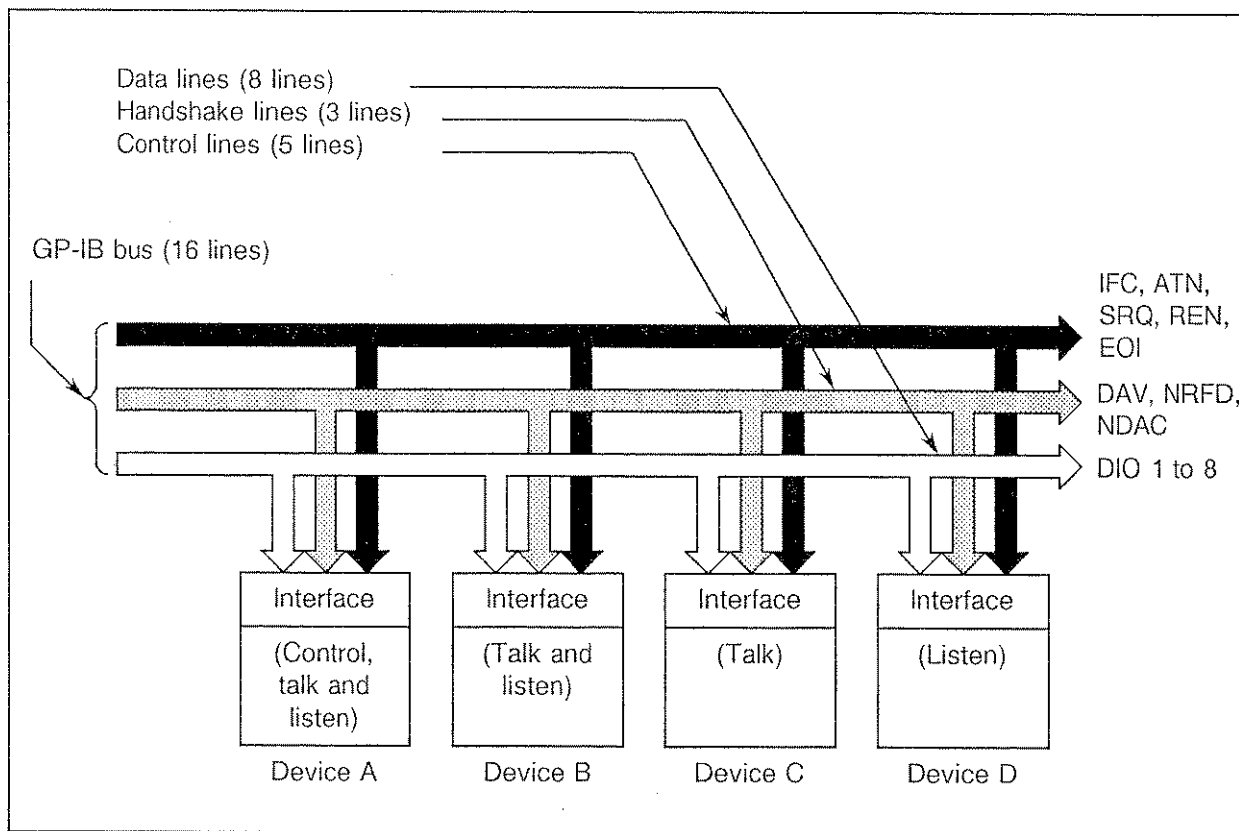 Data lines (8 lines)
Handshake lines (3 lines)
Control lines (5 lines)
GP-IB bus (16 lines)
IFC, ATN,
SRQ, REN,
EOI
DAV, NRFD,
NDAC
DIO 1 to 8
Interface
(Control,
talk and
listen)
Device A
Interface
(Talk and
listen)
Device B
Interface
(Talk)
Device C
Interface
(Listen)
Device D